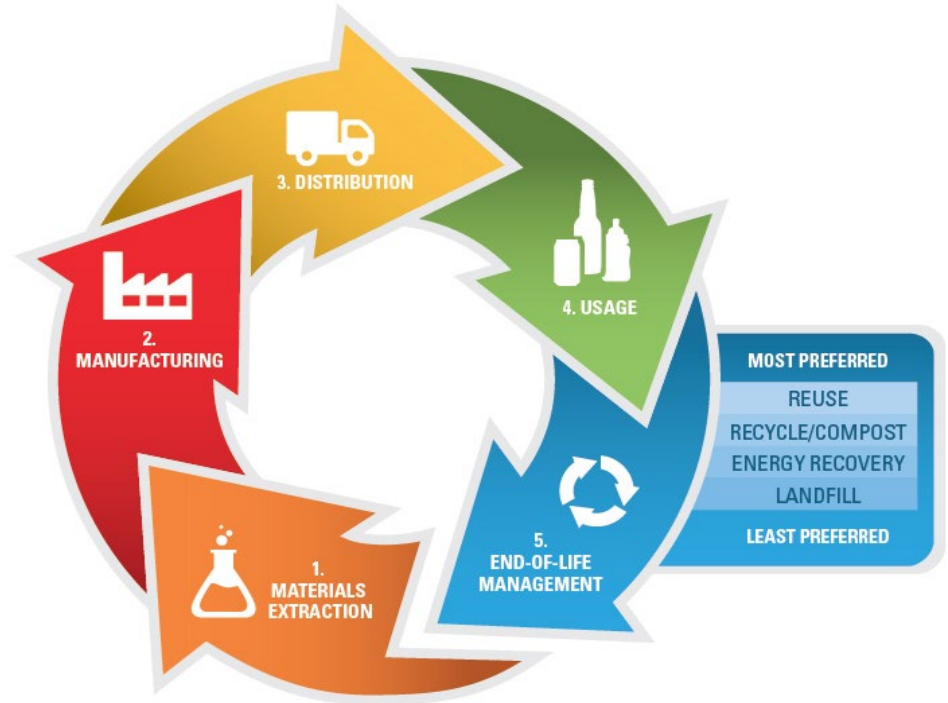 3. DISTRIBUTION
4. USAGE
2.
MANUFACTURING
MOST PREFERRED
REUSE
RECYCLE/COMPOST
ENERGY RECOVERY
LANDFILL
LEAST PREFERRED
5.
END-OF-LIFE
MANAGEMENT
1.
MATERIALS
EXTRACTION